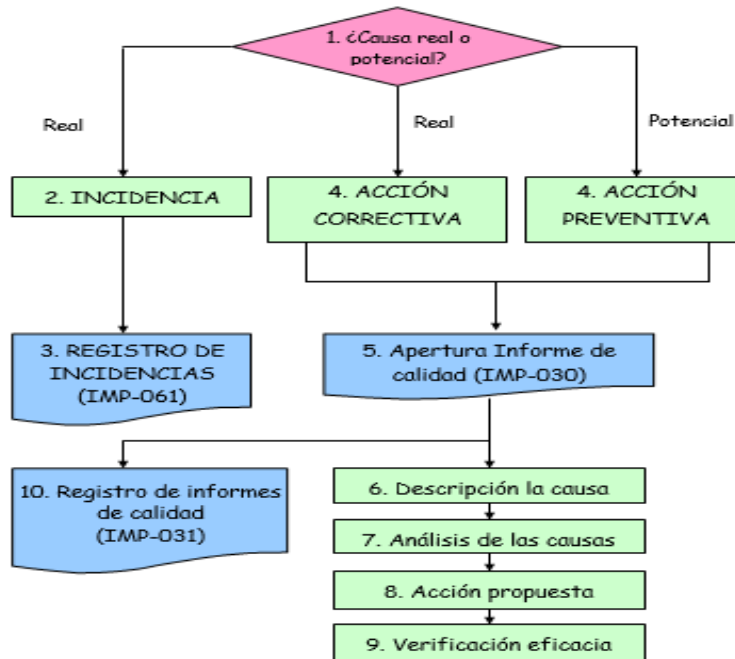 1. ¿Causa real o
potencial?
Real
Real
Potencial
2. INCIDENCIA
4. ACCIÓN
CORRECTIVA
4. ACCIÓN
PREVENTIVA
3. REGISTRO DE
INCIDENCIAS
(IMP-061)
5. Apertura Informe de
calidad (IMP-030)
10. Registro de informes
de calidad
(IMP-031)
6. Descripción la causa
7. Análisis de las causas
8. Acción propuesta
9. Verificación eficacia